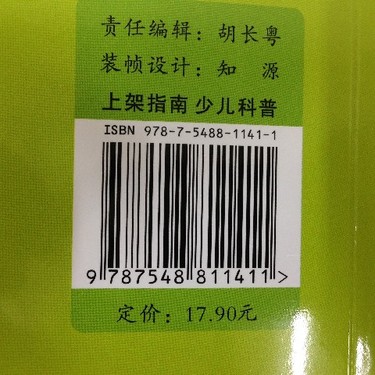 责任编辑：胡长粤
装帧设计：知 源
上架指南 少儿科普
ISBN 978-7-5488-1141-1
9 787548 811411>
定价：17.90元